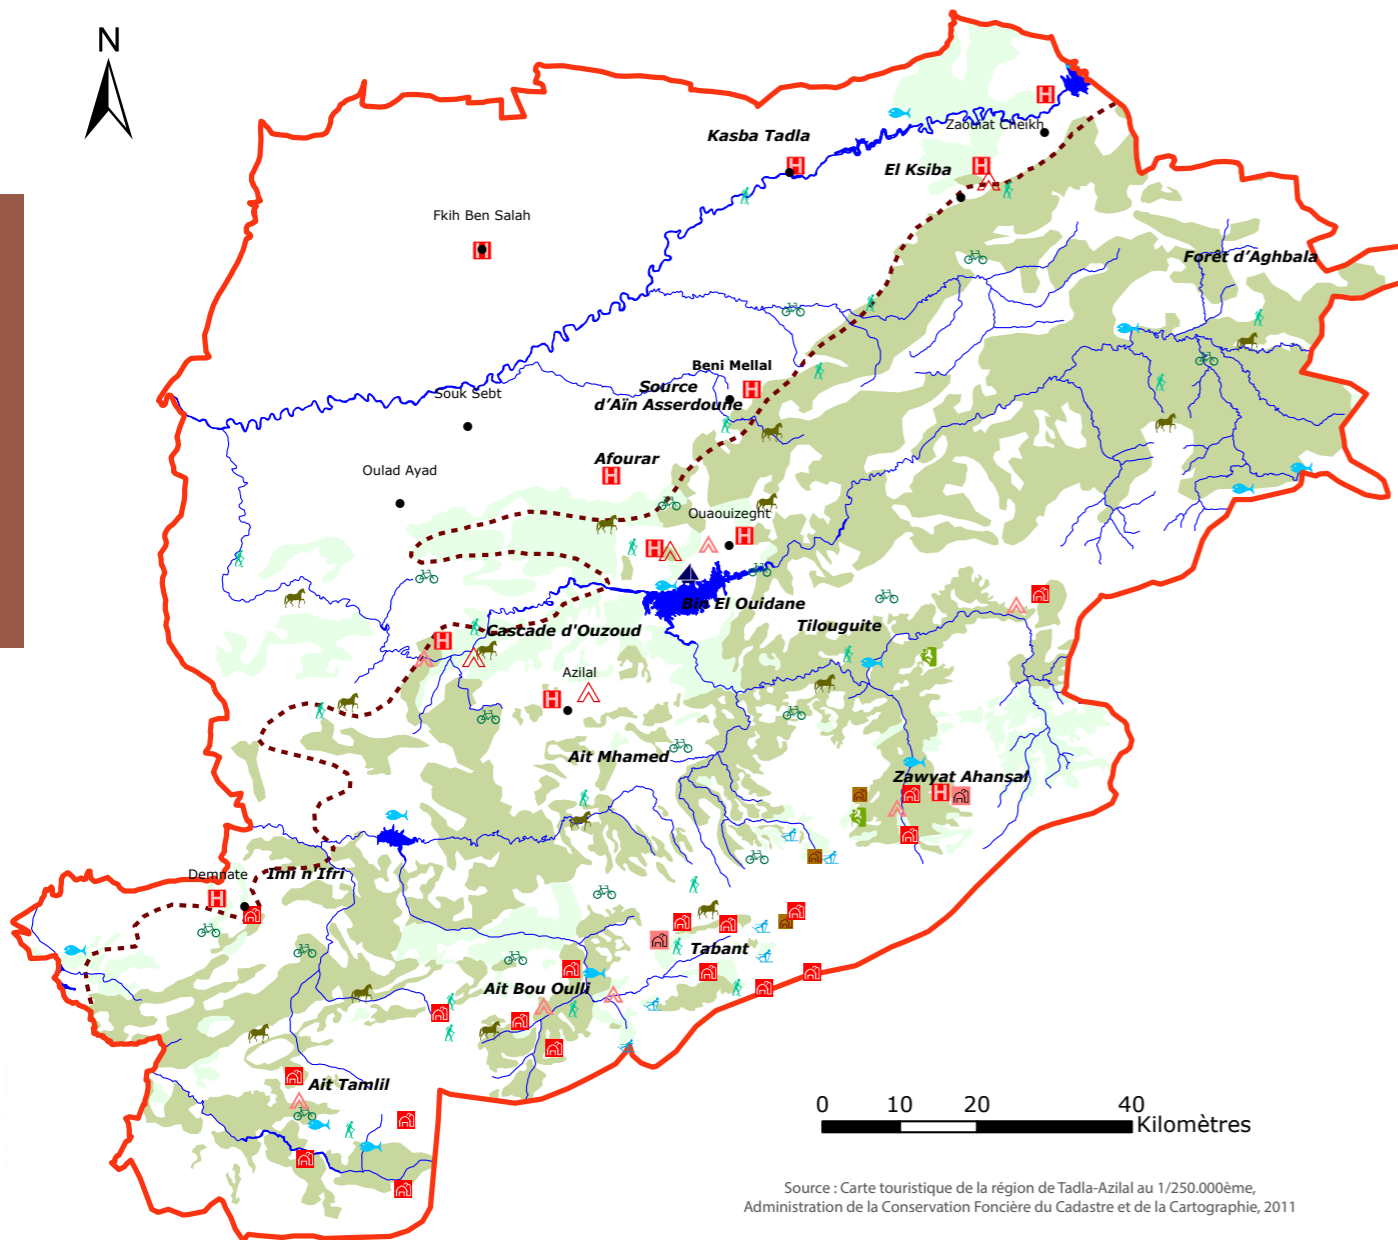 N
Kasba Tadla
Zaouiat Cheikh
El Ksiba
Fkih Ben Salah
Forêt d'Aghbala
Beni Mellal
Source
d'Aïn Asserdoune
Souk Sebt
Afourar
Oulad Ayad
Ouaouizeght
Bin El Ouidane
Cascade d'Ouzoud
Tilouguite
Azilal
Ait Mhamed
Zawyat Ahansal
Demnate
Imi n'Ifri
Tabant
Ait Bou Oulli
Ait Tamlil
0 10 20 40
Kilomètres
Source : Carte touristique de la région de Tadla-Azilal au 1/250.000ème,
Administration de la Conservation Foncière du Cadastre et de la Cartographie, 2011